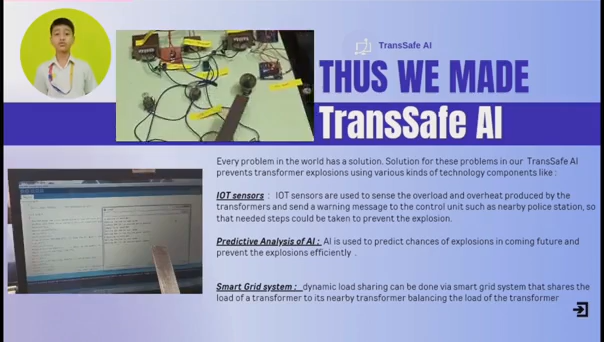 TransSafe AI
THUS WE MADE
TransSafe AI
Every problem in the world has a solution. Solution for these problems in our TransSafe AI
prevents transformer explosions using various kinds of technology components like :
IOT sensors : IOT sensors are used to sense the overload and overheat produced by the
transformers and send a warning message to the control unit such as nearby police station, so
that needed steps could be taken to prevent the explosion.
Predictive Analysis of AI : AI is used to predict chances of explosions in coming future and
prevent the explosions efficiently .
Smart Grid system : dynamic load sharing can be done via smart grid system that shares the
load of a transformer to its nearby transformer balancing the load of the transformer